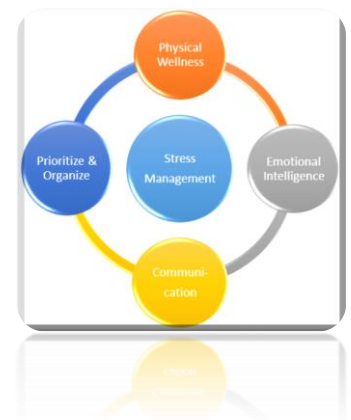 Physical
Wellness
Prioritize &
Organize
Stress
Management
Emotional
Intelligence
Communi-
cation